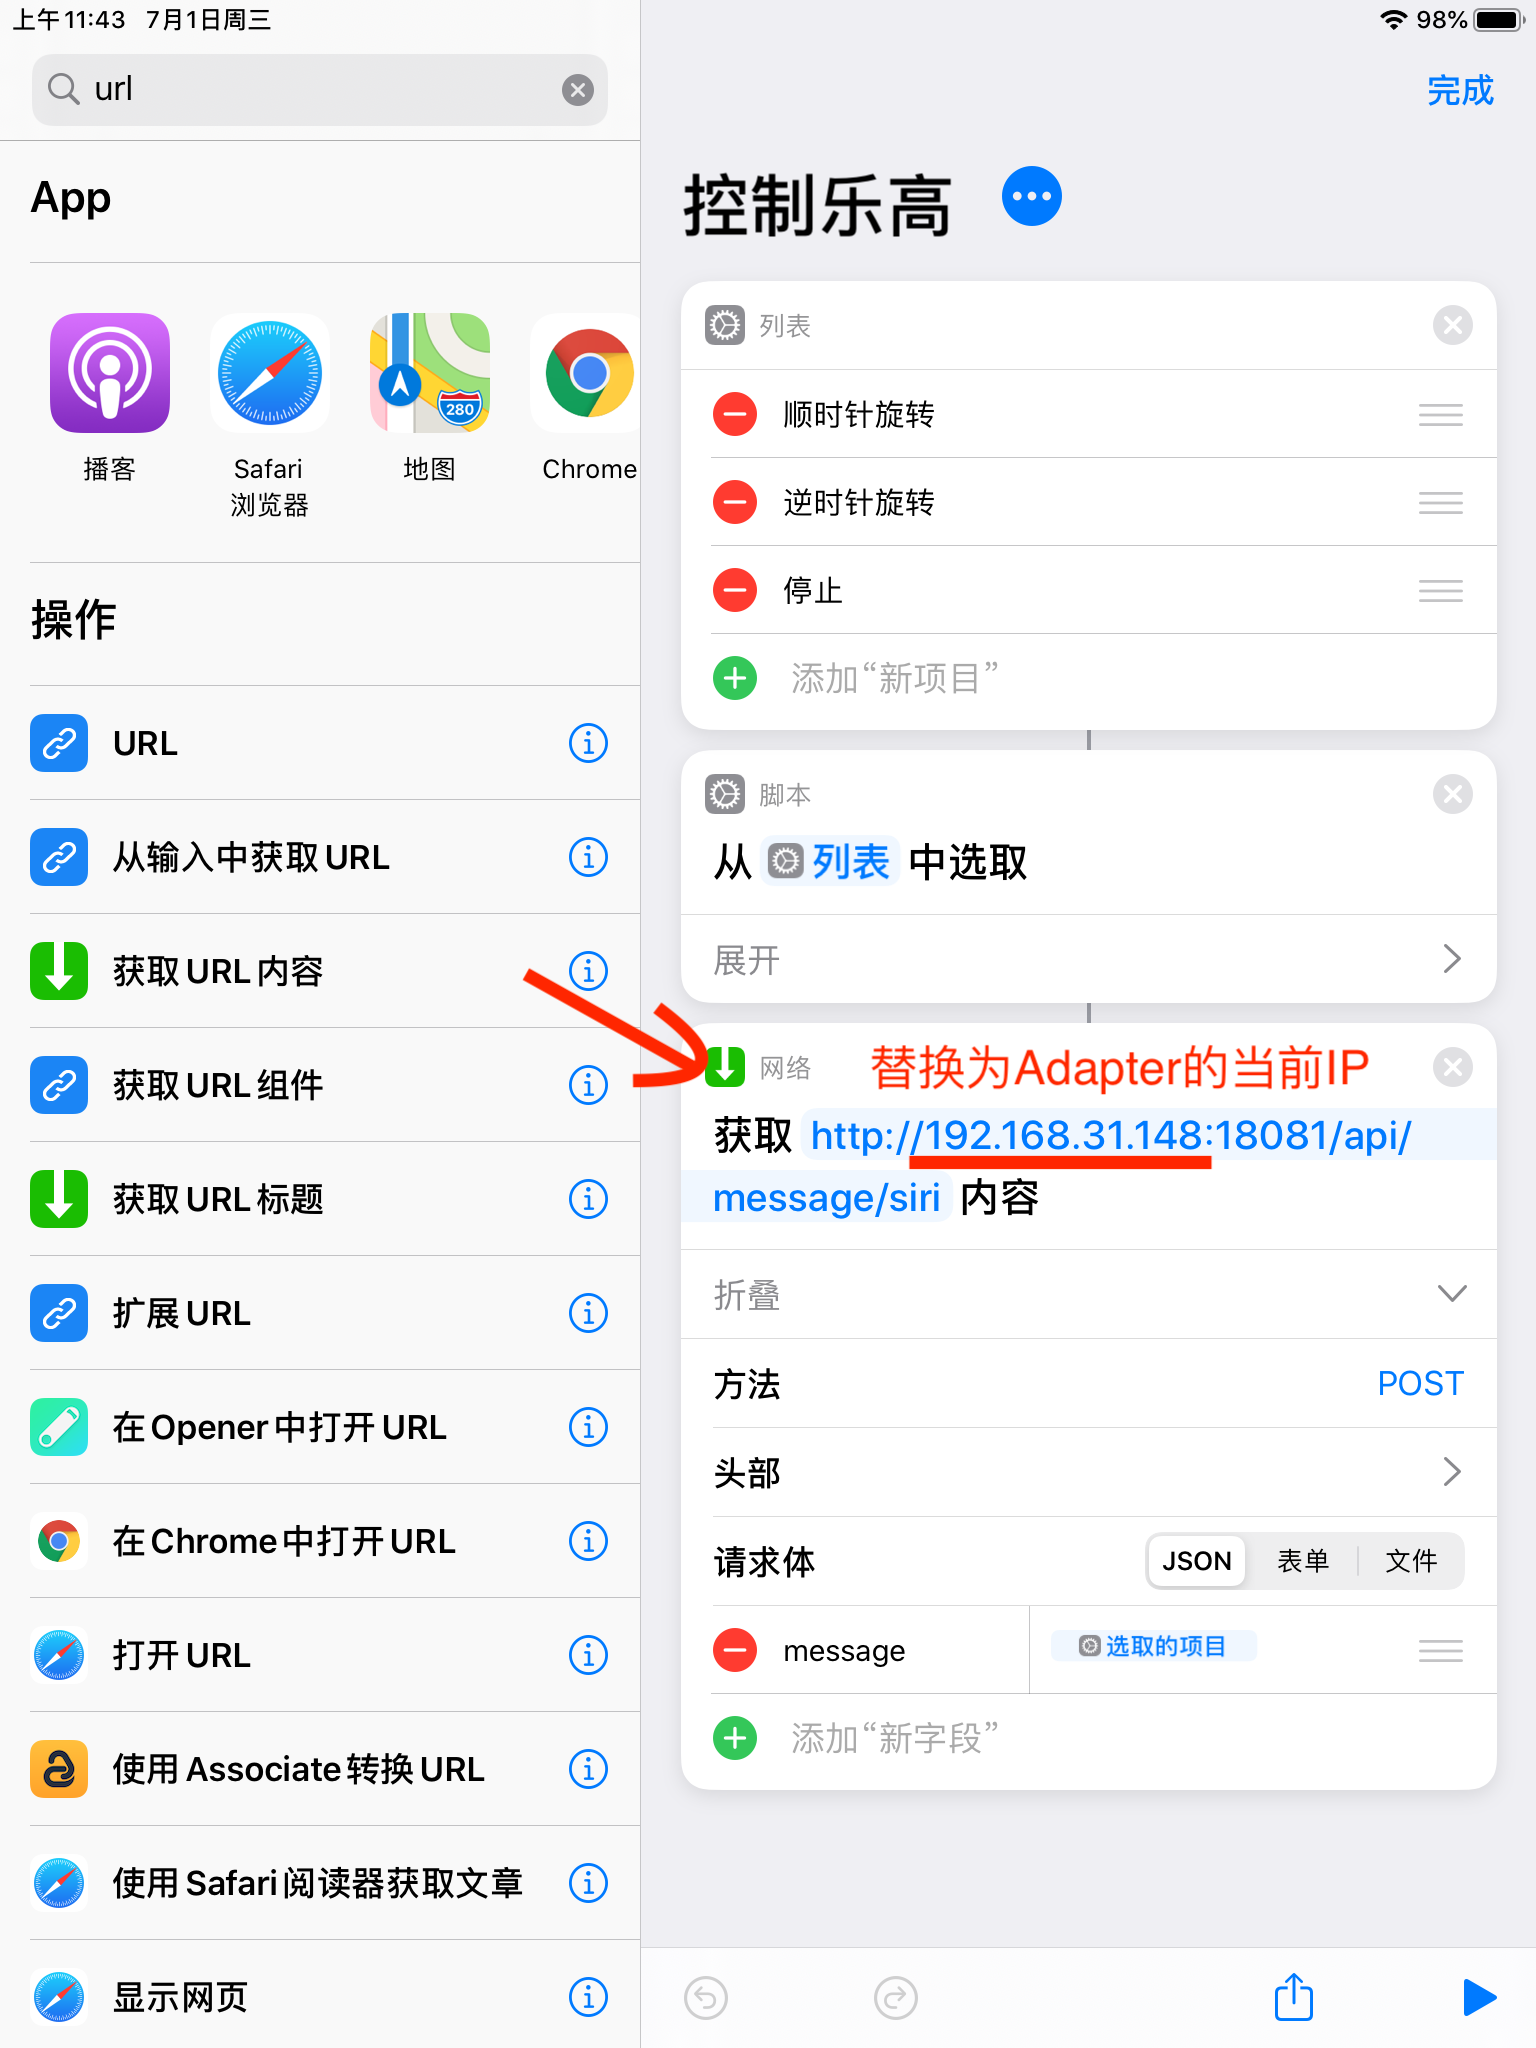 上午11:43 7月1日周三
98%
url
App
播客
Safari
浏览器
地图
280
Chrome
操作
URL
从输入中获取URL
获取URL内容
获取URL组件
获取URL标题
扩展URL
在Opener中打开URL
在Chrome中打开URL
打开URL
使用Associate转换URL
使用Safari阅读器获取文章
显示网页
完成
控制乐高
列表
顺时针旋转
逆时针旋转
停止
添加“新项目”
脚本
从 列表 中选取
展开
网络
替换为Adapter的当前IP
获取 http://192.168.31.148:18081/api/
message/siri 内容
折叠
方法 POST
头部
请求体 JSON 表单 文件
message 选取的项目
添加“新字段”